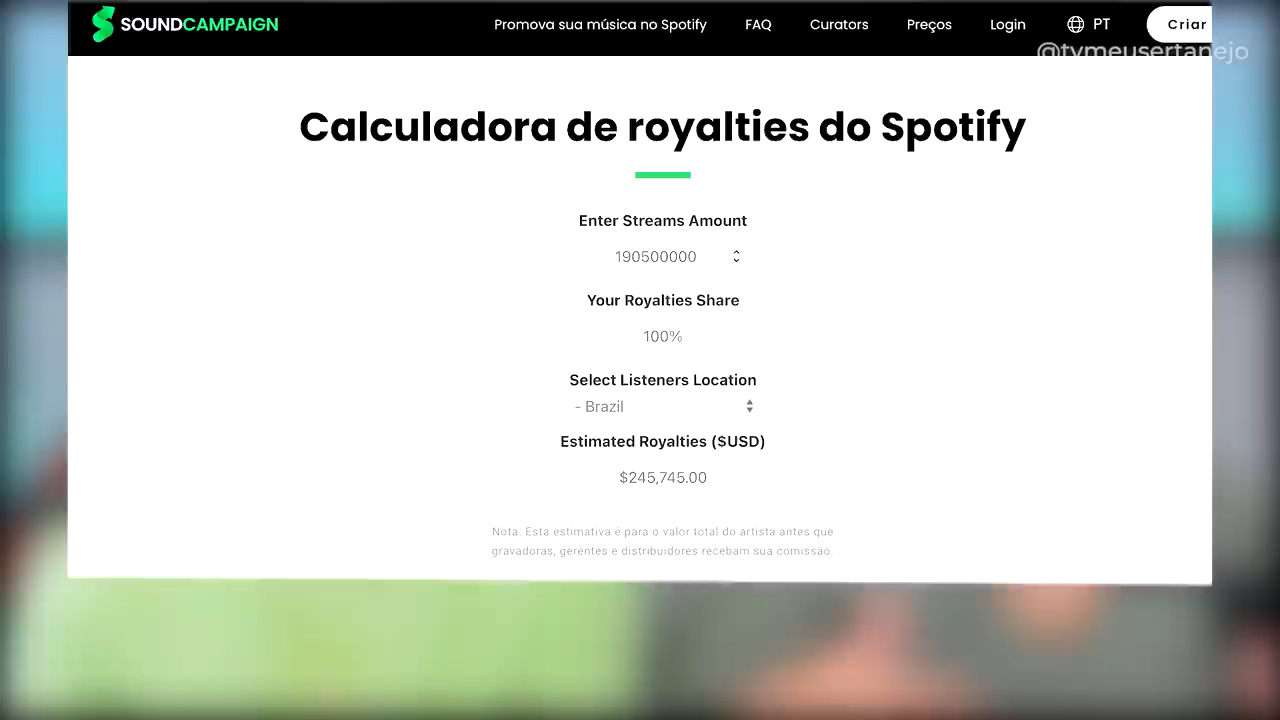 SOUNDCAMPAIGN
Promova sua música no Spotify FAQ Curators Preços Login PT Criar
@tvmeusertanejo
Calculadora de royalties do Spotify
Enter Streams Amount
190500000
Your Royalties Share
100%
Select Listeners Location
- Brazil
Estimated Royalties ($USD)
$245,745.00
Nota: Esta estimativa é para o valor total do artista antes que
gravadoras, gerentes e distribuidores recebam sua comissão.